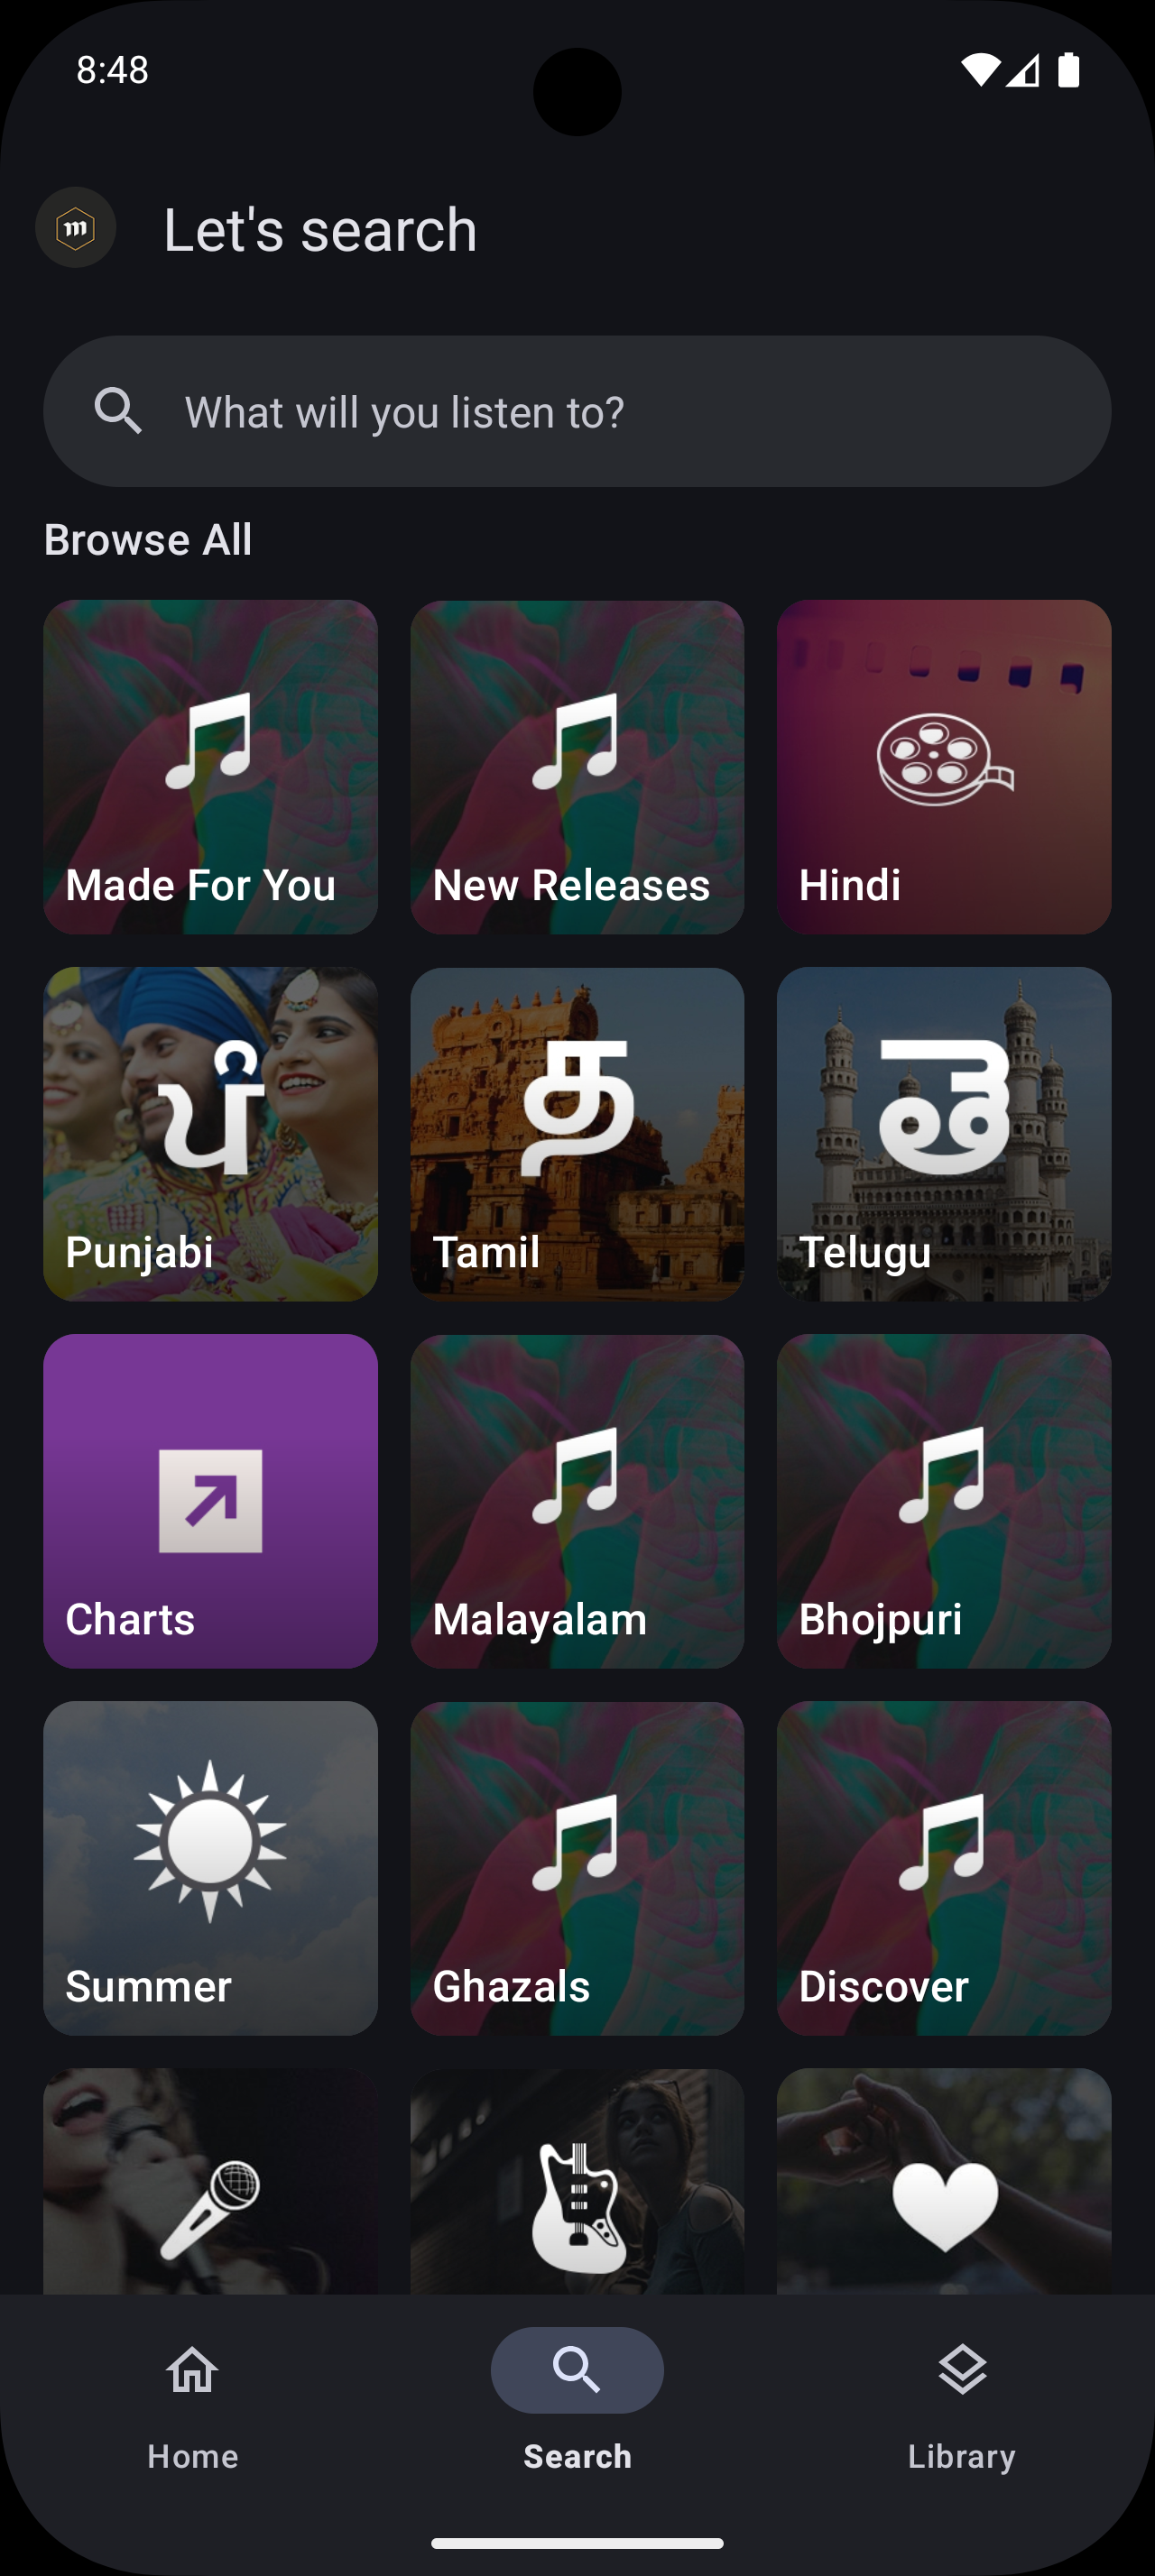 8:48
m
Let's search
What will you listen to?
Browse All
Made For You
New Releases
Hindi
ਪੰ
த
తె
Punjabi
Tamil
Telugu
Charts
Malayalam
Bhojpuri
Summer
Ghazals
Discover
Home
Search
Library